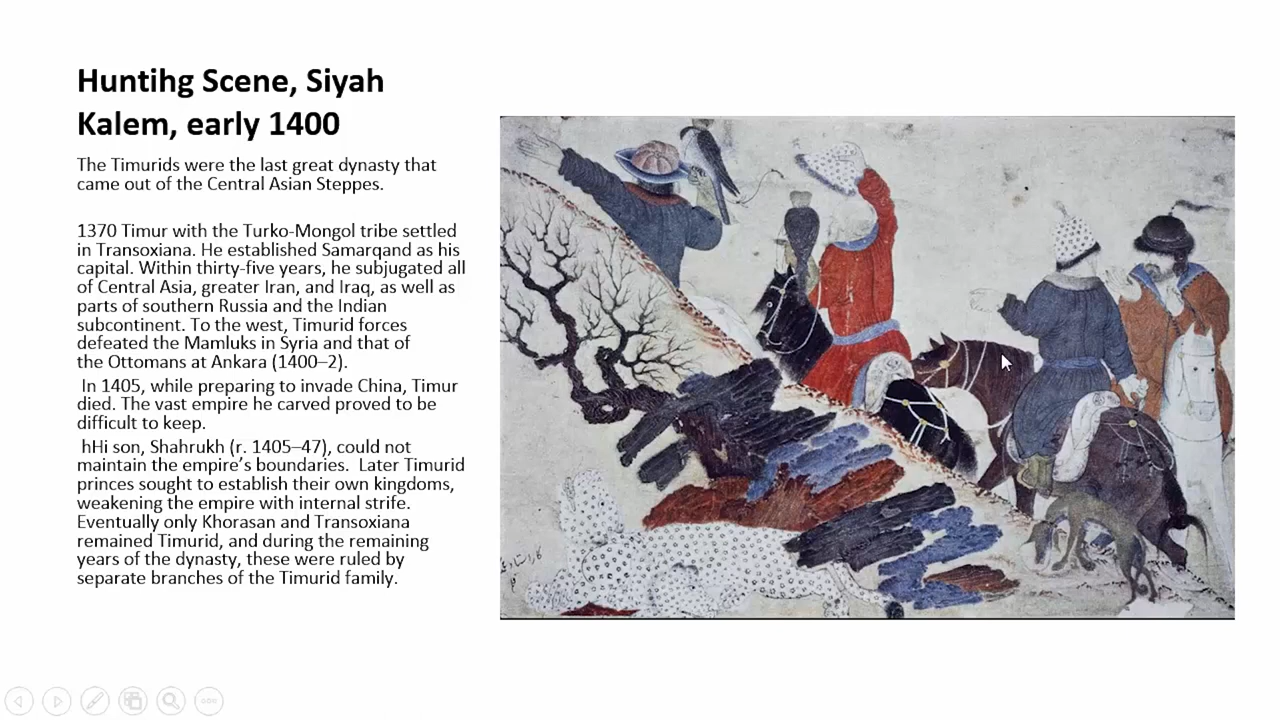 Huntihg Scene, Siyah
Kalem, early 1400
The Timurids were the last great dynasty that
came out of the Central Asian Steppes.
1370 Timur with the Turko-Mongol tribe settled
in Transoxiana. He established Samarqand as his
capital. Within thirty-five years, he subjugated all
of Central Asia, greater Iran, and Iraq, as well as
parts of southern Russia and the Indian
subcontinent. To the west, Timurid forces
defeated the Mamluks in Syria and that of
the Ottomans at Ankara (1400–2).
In 1405, while preparing to invade China, Timur
died. The vast empire he carved proved to be
difficult to keep.
hHi son, Shahrukh (r. 1405–47), could not
maintain the empire’s boundaries.  Later Timurid
princes sought to establish their own kingdoms,
weakening the empire with internal strife.
Eventually only Khorasan and Transoxiana
remained Timurid, and during the remaining
years of the dynasty, these were ruled by
separate branches of the Timurid family.